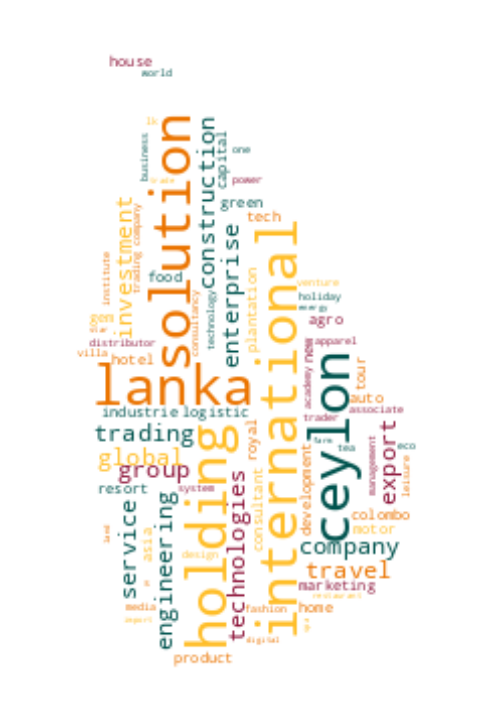 house
world
lk
solution
construction
business
capital
one
power
green
tech
investment
trading company
enterprise
international
institute
food
consultancy
technology
plantation
venture
holiday
energy
gem
agro
distributor
villa
hotel
new
apparel
ceylon
tour
lanka
academy
auto
industrie
logistic
associate
trader
trading
holding
royal
export
farm
tea
eco
global
group
management
leisure
resort
system
technologies
consultant
development
service
engineering
colombo
motor
asia
design
company
land
travel
marketing
restaurant
media
fashion
home
import
digital
spa
product